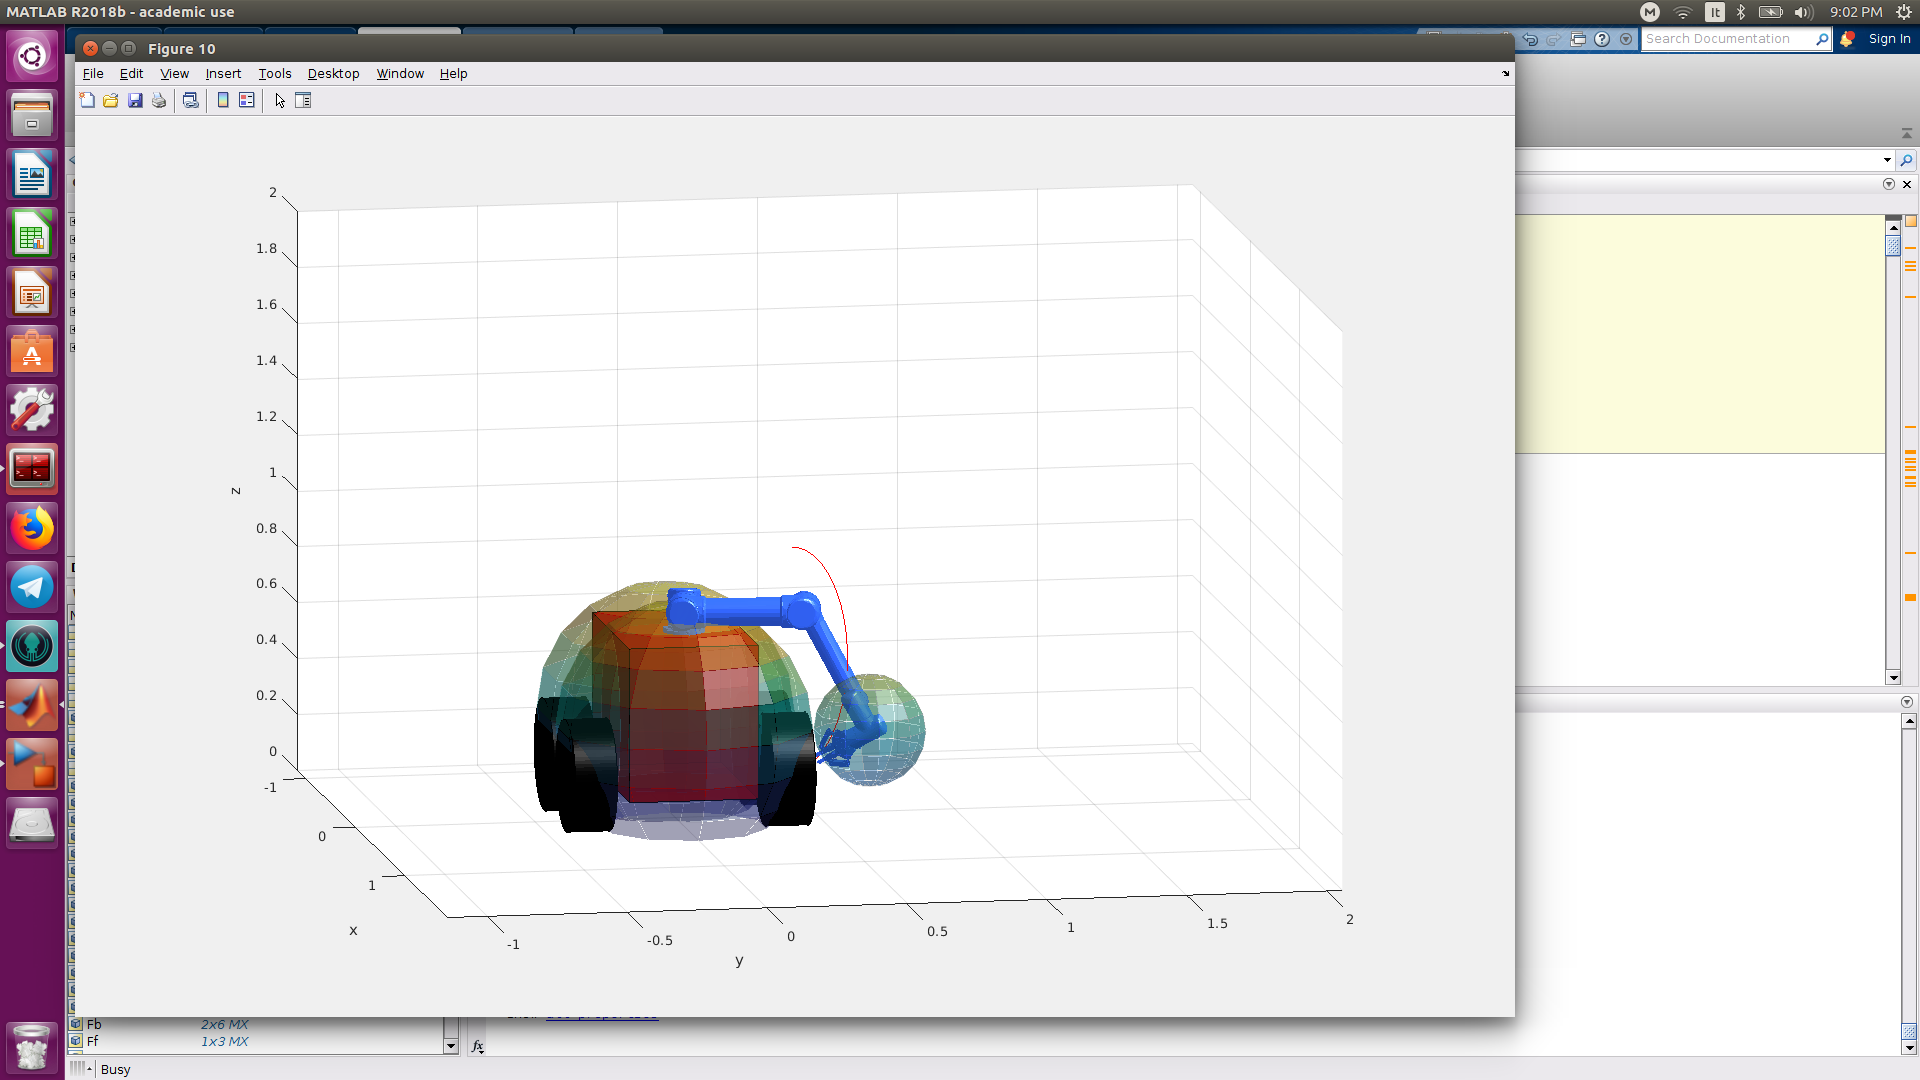 MATLAB R2018b - academic use
It
9:02 PM
Figure 10
Search Documentation
Sign In
File Edit View Insert Tools Desktop Window Help
2
1.8
1.6
1.4
1.2
1
0.8
0.6
0.4
0.2
0
z
-1
0
1
x
-1
-0.5
0
0.5
1
1.5
2
y
Fb 2x6 MX
Ff 1x3 MX
fx
Busy